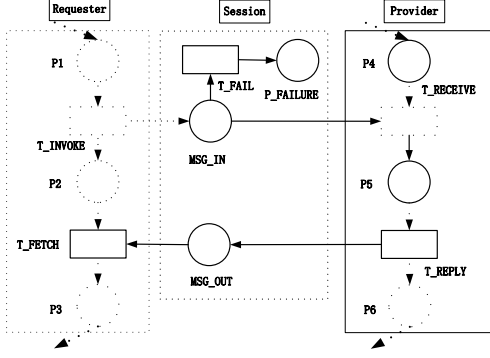 Requester
Session
Provider
P1
T_FAIL
P_FAILURE
P4
T_RECEIVE
T_INVOKE
MSG_IN
P2
P5
T_FETCH
MSG_OUT
T_REPLY
P3
P6